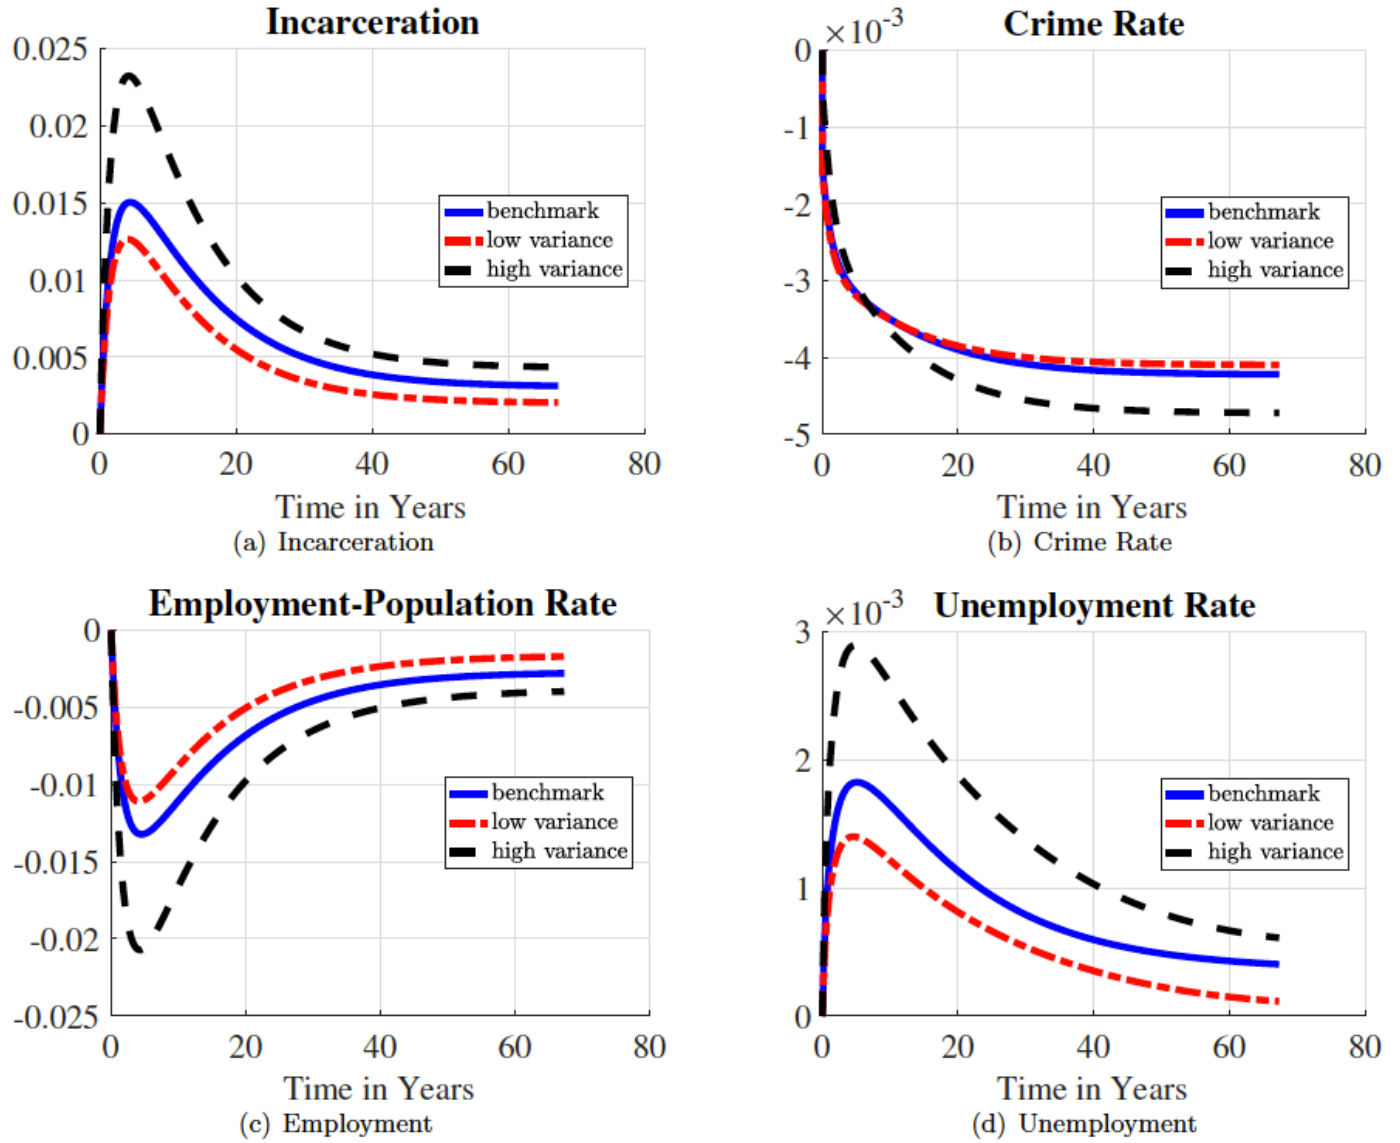 Incarceration
0.025
0.02
0.015
0.01
0.005
0
0 20 40 60 80
benchmark
low variance
high variance
Time in Years
(a) Incarceration
Crime Rate
×10-3
0
-1
-2
-3
-4
-5
0 20 40 60 80
benchmark
low variance
high variance
Time in Years
(b) Crime Rate
Employment-Population Rate
0
-0.005
-0.01
-0.015
-0.02
-0.025
0 20 40 60 80
benchmark
low variance
high variance
Time in Years
(c) Employment
Unemployment Rate
×10-3
3
2
1
0
0 20 40 60 80
benchmark
low variance
high variance
Time in Years
(d) Unemployment